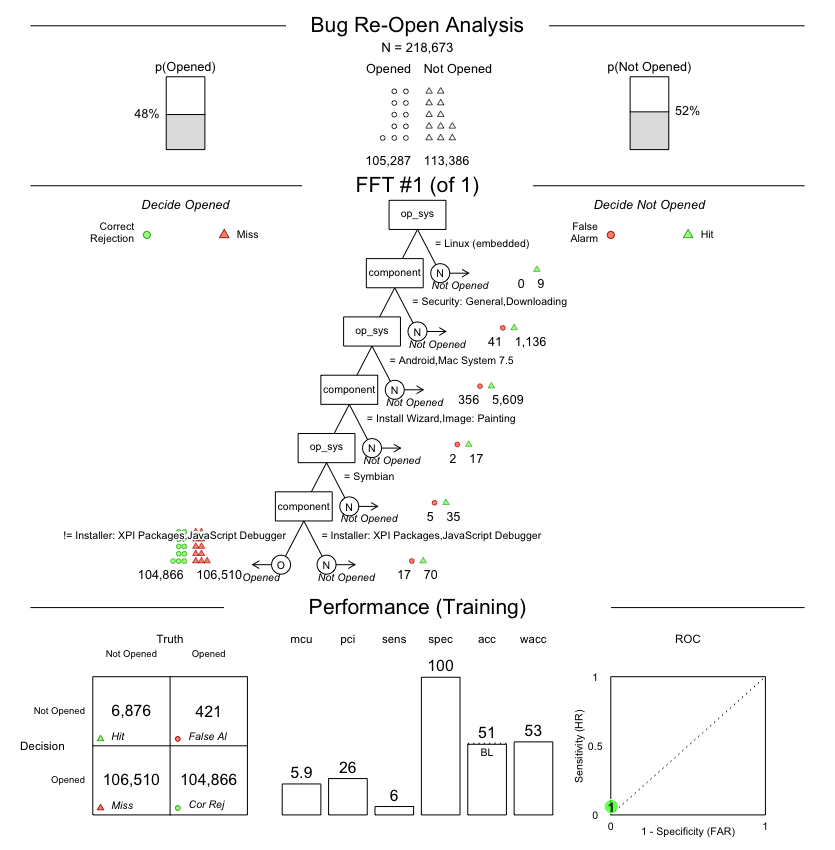 Bug Re-Open Analysis
N = 218,673
p(Opened)
Opened Not Opened
p(Not Opened)
48%
52%
105,287 113,386
FFT #1 (of 1)
Decide Opened
Decide Not Opened
Correct
Rejection
Miss
False
Alarm
Hit
op_sys
= Linux (embedded)
component
N
Not Opened
0 9
= Security: General,Downloading
op_sys
N
Not Opened
41 1,136
= Android,Mac System 7.5
component
N
Not Opened
356 5,609
= Install Wizard,Image: Painting
op_sys
N
Not Opened
2 17
= Symbian
component
N
Not Opened
5 35
!= Installer: XPI Packages,JavaScript Debugger
= Installer: XPI Packages,JavaScript Debugger
O
N
104,866 106,510 Opened
Not Opened
17 70
Performance (Training)
Truth
Not Opened Opened
mcu pci sens spec acc wacc
ROC
Decision
Not Opened
6,876 421
Hit False Al
Opened
106,510 104,866
Miss Cor Rej
5.9 26 6 100 51 53
BL
Sensitivity (HR)
1
0.5
0
1
0 1
1 - Specificity (FAR)